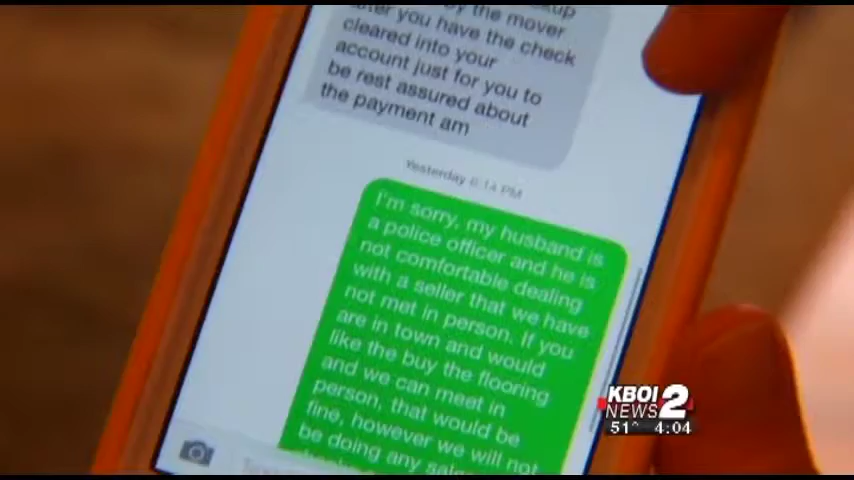 by the mover
after you have the check
cleared into your
account just for you to
be rest assured about
the payment am
Yesterday 6:14 PM
I'm sorry, my husband is
a police officer and he is
not comfortable dealing
with a seller that we have
not met in person. If you
are in town and would
like the buy the flooring
and we can meet in
person, that would be
fine, however we will not
be doing any sales
KBOI 2
NEWS
51° 4:04